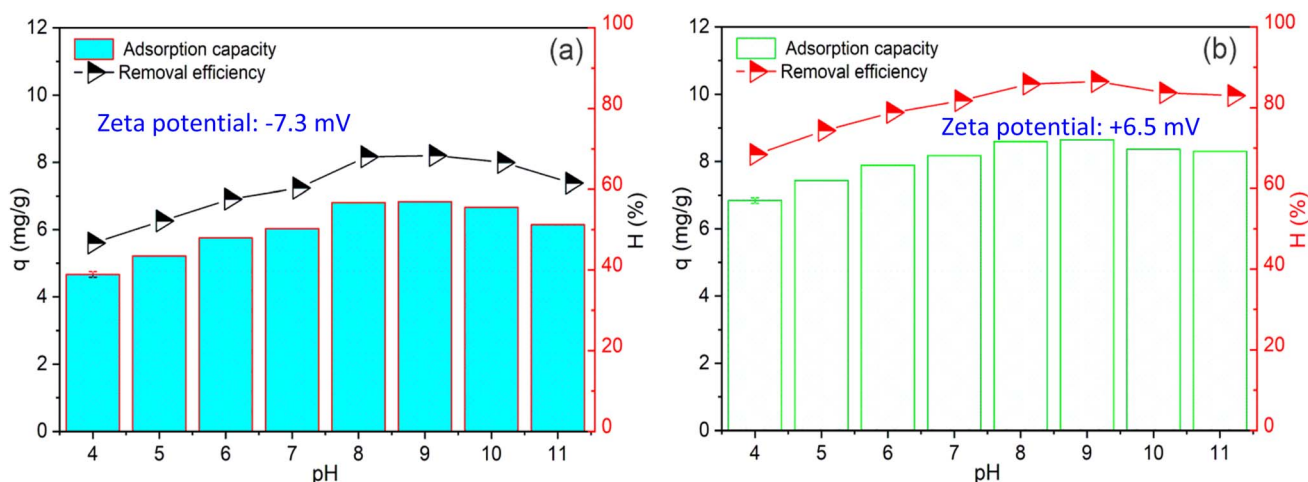 (a)
Adsorption capacity
Removal efficiency
Zeta potential: -7.3 mV
q (mg/g)
12
10
8
6
4
2
0
4 5 6 7 8 9 10 11
pH
100
80
60
40
20
0
H (%)
(b)
Adsorption capacity
Removal efficiency
Zeta potential: +6.5 mV
q (mg/g)
12
10
8
6
4
2
0
4 5 6 7 8 9 10 11
pH
100
80
60
40
20
0
H (%)